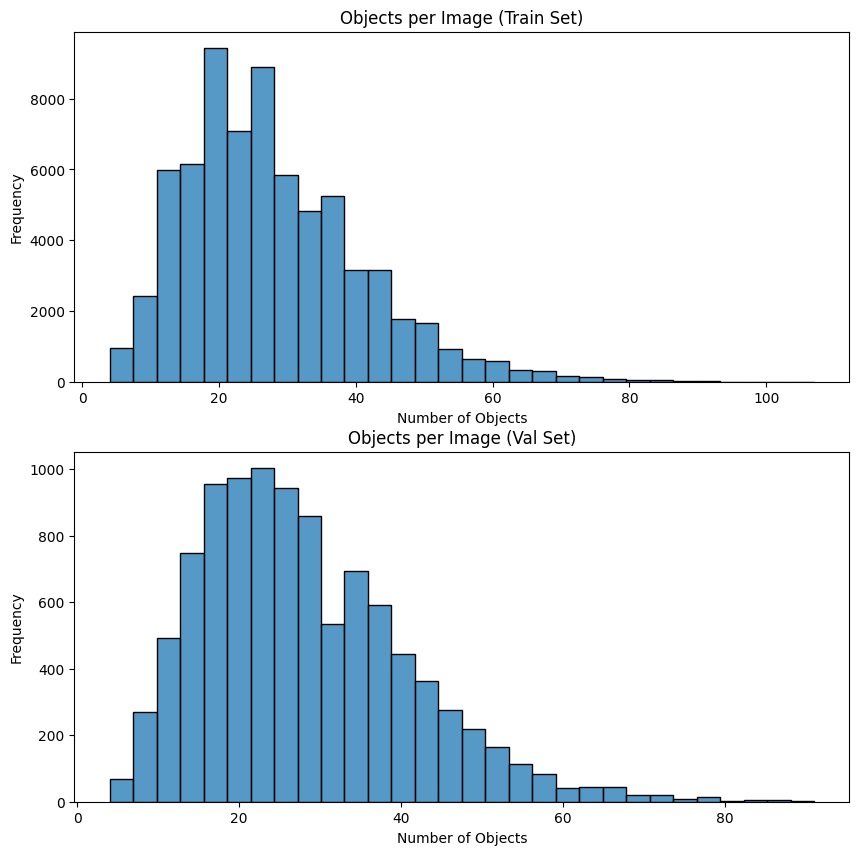 Objects per Image (Train Set)
8000
6000
4000
2000
0
Frequency
0 20 40 60 80 100
Number of Objects
Objects per Image (Val Set)
1000
800
600
400
200
0
Frequency
0 20 40 60 80
Number of Objects